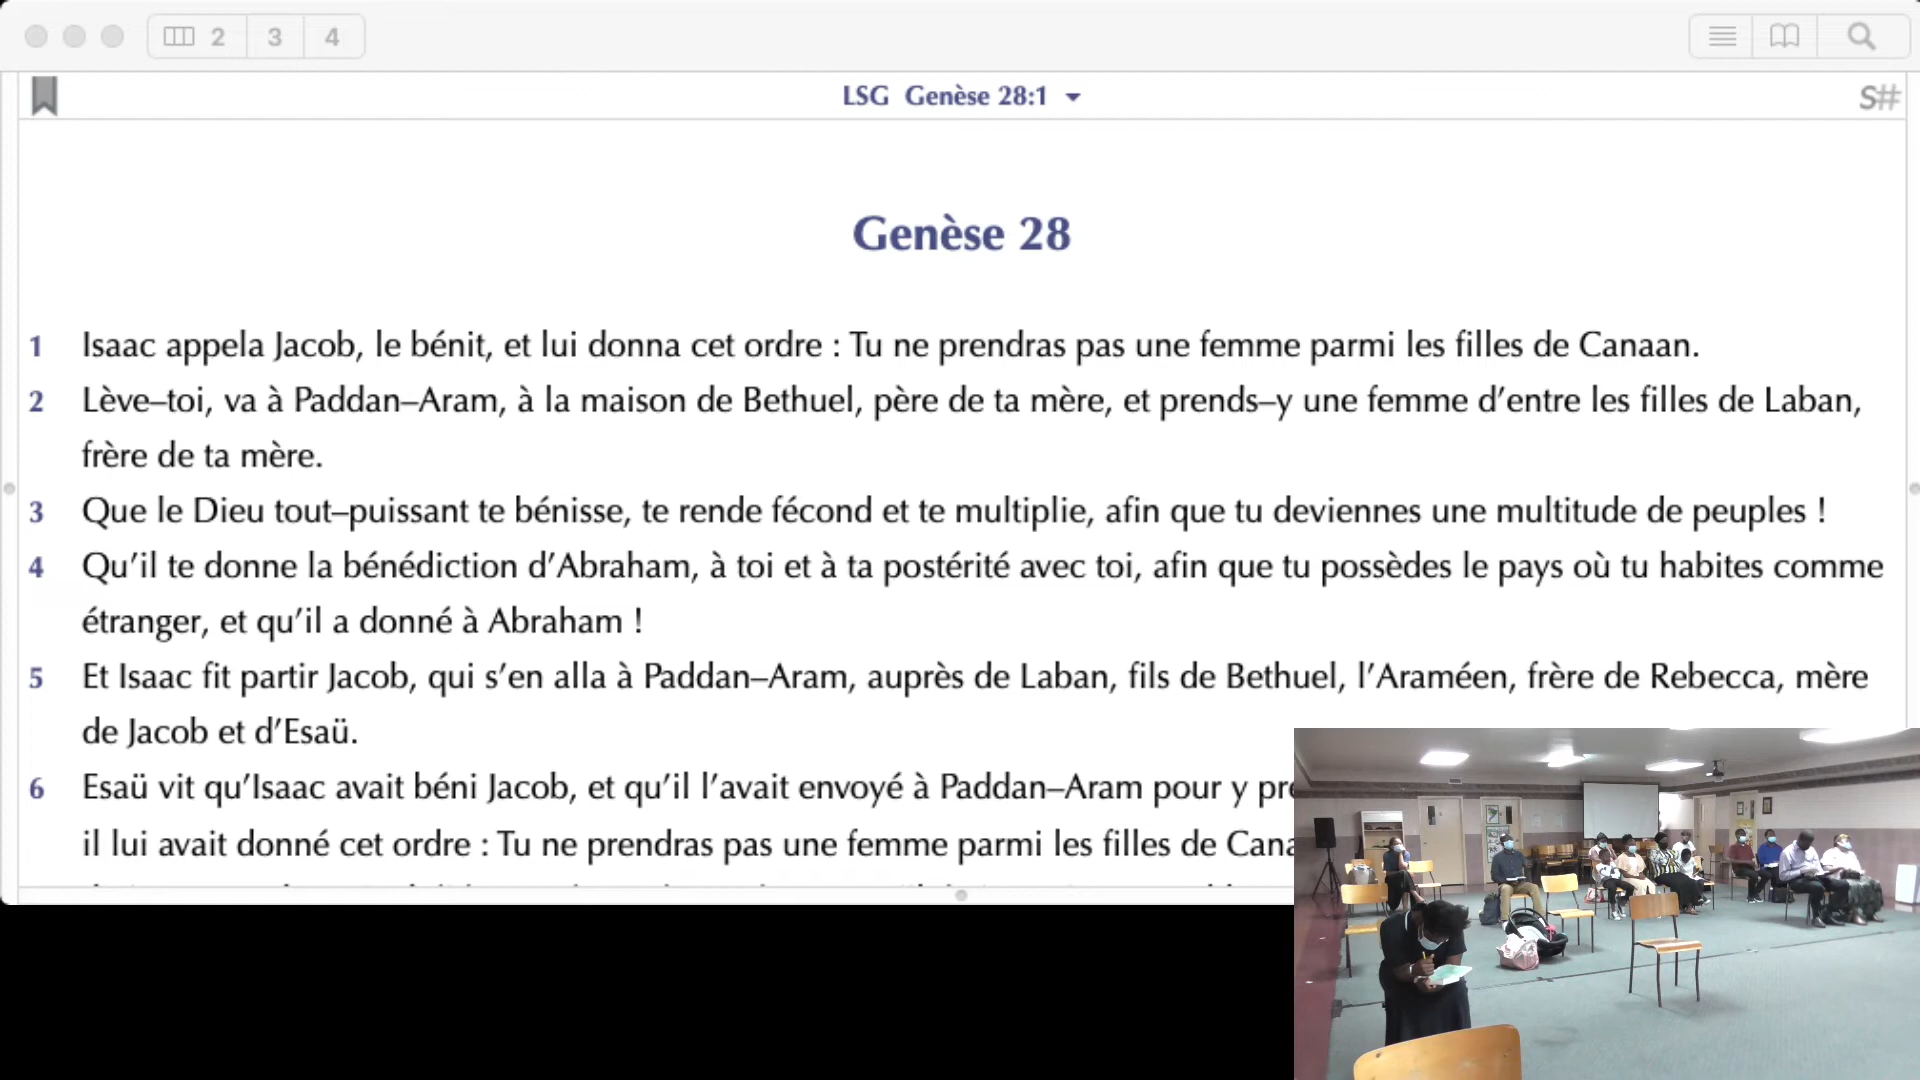 2 3 4
LSG Genèse 28:1
S#
Genèse 28
1 Isaac appela Jacob, le bénit, et lui donna cet ordre : Tu ne prendras pas une femme parmi les filles de Canaan.
2 Lève–toi, va à Paddan–Aram, à la maison de Bethuel, père de ta mère, et prends–y une femme d’entre les filles de Laban,
frère de ta mère.
3 Que le Dieu tout–puissant te bénisse, te rende fécond et te multiplie, afin que tu deviennes une multitude de peuples !
4 Qu’il te donne la bénédiction d’Abraham, à toi et à ta postérité avec toi, afin que tu possèdes le pays où tu habites comme
étranger, et qu’il a donné à Abraham !
5 Et Isaac fit partir Jacob, qui s’en alla à Paddan–Aram, auprès de Laban, fils de Bethuel, l’Araméen, frère de Rebecca, mère
de Jacob et d’Esaü.
6 Esaü vit qu’Isaac avait béni Jacob, et qu’il l’avait envoyé à Paddan–Aram pour y
il lui avait donné cet ordre : Tu ne prendras pas une femme parmi les filles de